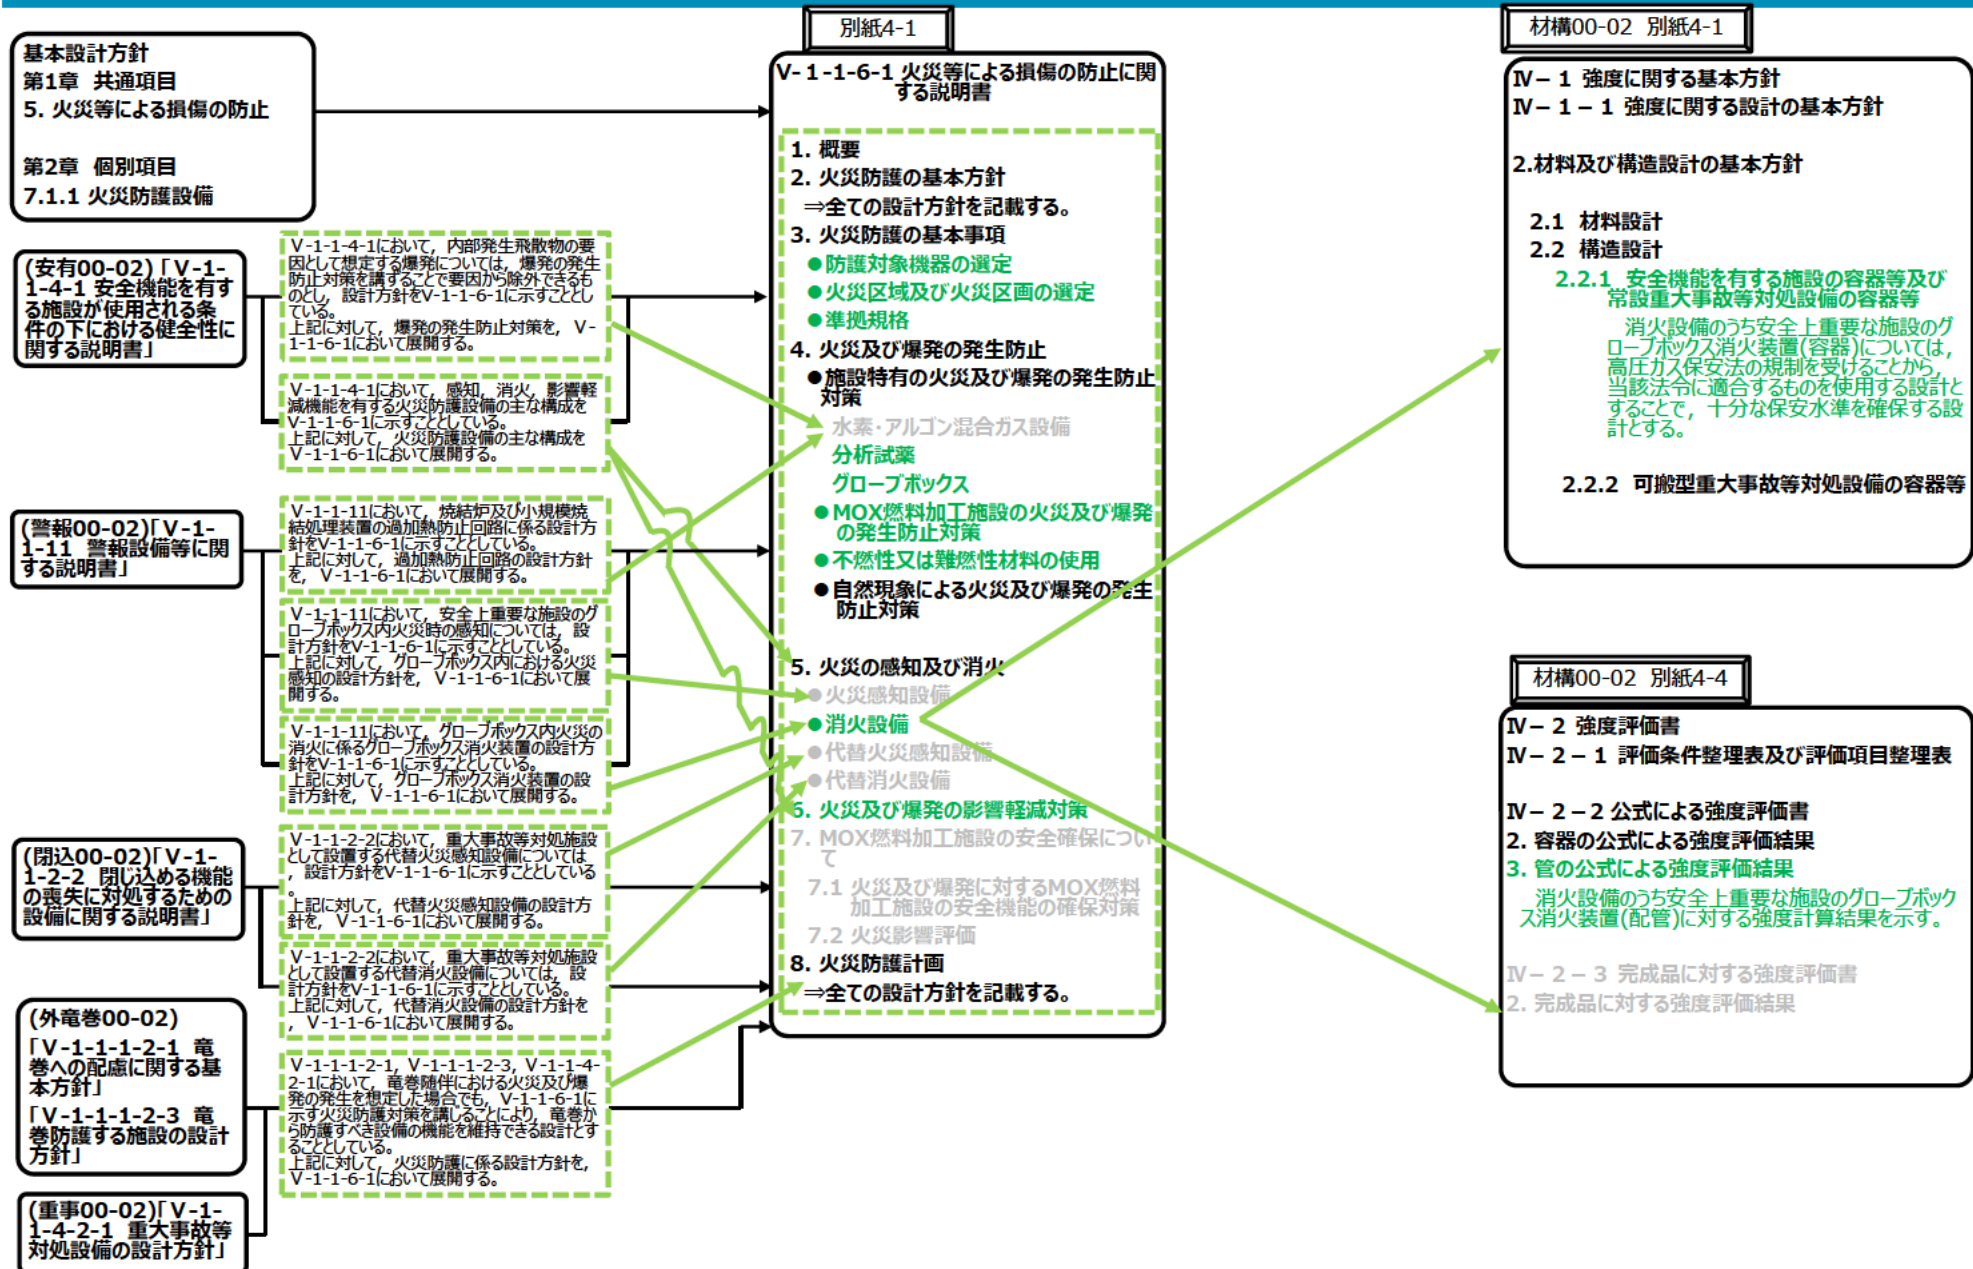 基本設計方針
第1章 共通項目
5. 火災等による損傷の防止
第2章 個別項目
7.1.1 火災防護設備
(安有00-02)「Ⅴ-1-
1-4-1 安全機能を有す
る施設が使用される条
件の下における健全性に
関する説明書」
(警報00-02)「Ⅴ-1-
1-11 警報設備等に関
する説明書」
(閉込00-02)「Ⅴ-1-
1-2-2 閉じ込める機能
の喪失に対処するための
設備に関する説明書」
(外竜巻00-02)
「Ⅴ-1-1-1-2-1 竜
巻への配慮に関する基
本方針」
「Ⅴ-1-1-1-2-3 竜
巻防護する施設の設計
方針」
(重事00-02)「Ⅴ-1-
1-4-2-1 重大事故等
対処設備の設計方針」
Ⅴ-1-1-4-1において，内部発生飛散物の要
因として想定する爆発については，爆発の発生
防止対策を講ずることで要因から除外できるも
のとし，設計方針をⅤ-1-1-6-1に示すこととし
ている。
上記に対して，爆発の発生防止対策を，Ⅴ-
1-1-6-1において展開する。
Ⅴ-1-1-4-1において，感知，消火，影響軽
減機能を有する火災防護設備の主な構成を
Ⅴ-1-1-6-1に示すこととしている。
上記に対して，火災防護設備の主な構成を
Ⅴ-1-1-6-1において展開する。
Ⅴ-1-1-11において，焼結炉及び小規模焼
結処理装置の過加熱防止回路に係る設計方
針をⅤ-1-1-6-1に示すこととしている。
上記に対して，過加熱防止回路の設計方針
を，Ⅴ-1-1-6-1において展開する。
Ⅴ-1-1-11において，安全上重要な施設のグ
ローブボックス内火災時の感知については，設
計方針をⅤ-1-1-6-1に示すこととしている。
上記に対して，グローブボックス内における火災
感知の設計方針を，Ⅴ-1-1-6-1において展
開する。
Ⅴ-1-1-11において，グローブボックス内火災の
消火に係るグローブボックス消火装置の設計方
針をⅤ-1-1-6-1に示すこととしている。
上記に対して，グローブボックス消火装置の設
計方針を，Ⅴ-1-1-6-1において展開する。
Ⅴ-1-1-2-2において，重大事故等対処施設
として設置する代替火災感知設備については
，設計方針をⅤ-1-1-6-1に示すこととしている
。
上記に対して，代替火災感知設備の設計方
針を，Ⅴ-1-1-6-1において展開する。
Ⅴ-1-1-2-2において，重大事故等対処施設
として設置する代替消火設備については，設
計方針をⅤ-1-1-6-1に示すこととしている。
上記に対して，代替消火設備の設計方針を
，Ⅴ-1-1-6-1において展開する。
Ⅴ-1-1-1-2-1，Ⅴ-1-1-1-2-3，Ⅴ-1-1-4-
2-1において，竜巻随伴における火災及び爆
発の発生を想定した場合でも，Ⅴ-1-1-6-1に
示す火災防護対策を講じることにより，竜巻か
ら防護すべき設備の機能を維持できる設計とす
ることとしている。
上記に対して，火災防護に係る設計方針を，
Ⅴ-1-1-6-1において展開する。
別紙4-1
Ⅴ-1-1-6-1 火災等による損傷の防止に関
する説明書
1. 概要
2. 火災防護の基本方針
⇒全ての設計方針を記載する。
3. 火災防護の基本事項
●防護対象機器の選定
●火災区域及び火災区画の選定
●準拠規格
4. 火災及び爆発の発生防止
●施設特有の火災及び爆発の発生防止
対策
水素・アルゴン混合ガス設備
分析試薬
グローブボックス
●MOX燃料加工施設の火災及び爆発
の発生防止対策
●不燃性又は難燃性材料の使用
●自然現象による火災及び爆発の発生
防止対策
5. 火災の感知及び消火
●火災感知設備
●消火設備
●代替火災感知設備
●代替消火設備
6. 火災及び爆発の影響軽減対策
7. MOX燃料加工施設の安全確保につい
て
7.1 火災及び爆発に対するMOX燃料
加工施設の安全機能の確保対策
7.2 火災影響評価
8. 火災防護計画
⇒全ての設計方針を記載する。
材構00-02 別紙4-1
Ⅳ－1 強度に関する基本方針
Ⅳ－1－1 強度に関する設計の基本方針
2.材料及び構造設計の基本方針
2.1 材料設計
2.2 構造設計
2.2.1 安全機能を有する施設の容器等及び
常設重大事故等対処設備の容器等
消火設備のうち安全上重要な施設のグ
ローブボックス消火装置(容器)については，
高圧ガス保安法の規制を受けることから，
当該法令に適合するものを使用する設計と
することで，十分な保安水準を確保する設
計とする。
2.2.2 可搬型重大事故等対処設備の容器等
材構00-02 別紙4-4
Ⅳ－2 強度評価書
Ⅳ－2－1 評価条件整理表及び評価項目整理表
Ⅳ－2－2 公式による強度評価書
2. 容器の公式による強度評価結果
3. 管の公式による強度評価結果
消火設備のうち安全上重要な施設のグローブボック
ス消火装置(配管)に対する強度計算結果を示す。
Ⅳ－2－3 完成品に対する強度評価書
2. 完成品に対する強度評価結果